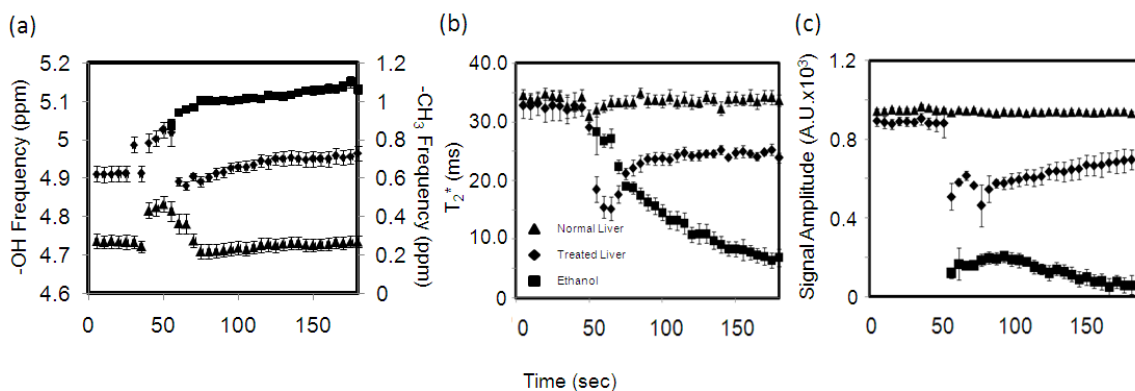 (a)
(b)
(c)
-OH Frequency (ppm)
5.2
5.1
5
4.9
4.8
4.7
4.6
1.2
1
0.8
0.6
0.4
0.2
0
-CH3 Frequency (ppm)
0 50 100 150
T2* (ms)
40.0
30.0
20.0
10.0
0.0
Normal Liver
Treated Liver
Ethanol
0 50 100 150
Signal Amplitude (A.U.x10³)
1.2
0.8
0.4
0
0 50 100 150
Time (sec)